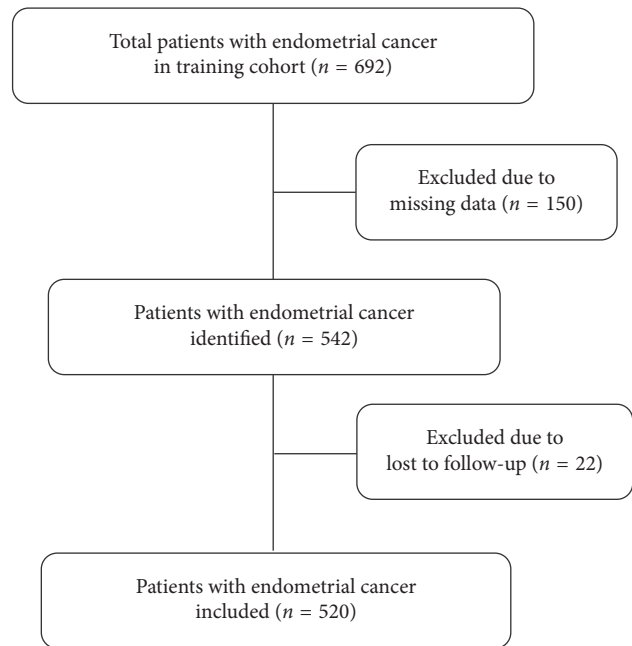 Total patients with endometrial cancer
in training cohort (n = 692)
Excluded due to
missing data (n = 150)
Patients with endometrial cancer
identified (n = 542)
Excluded due to
lost to follow-up (n = 22)
Patients with endometrial cancer
included (n = 520)